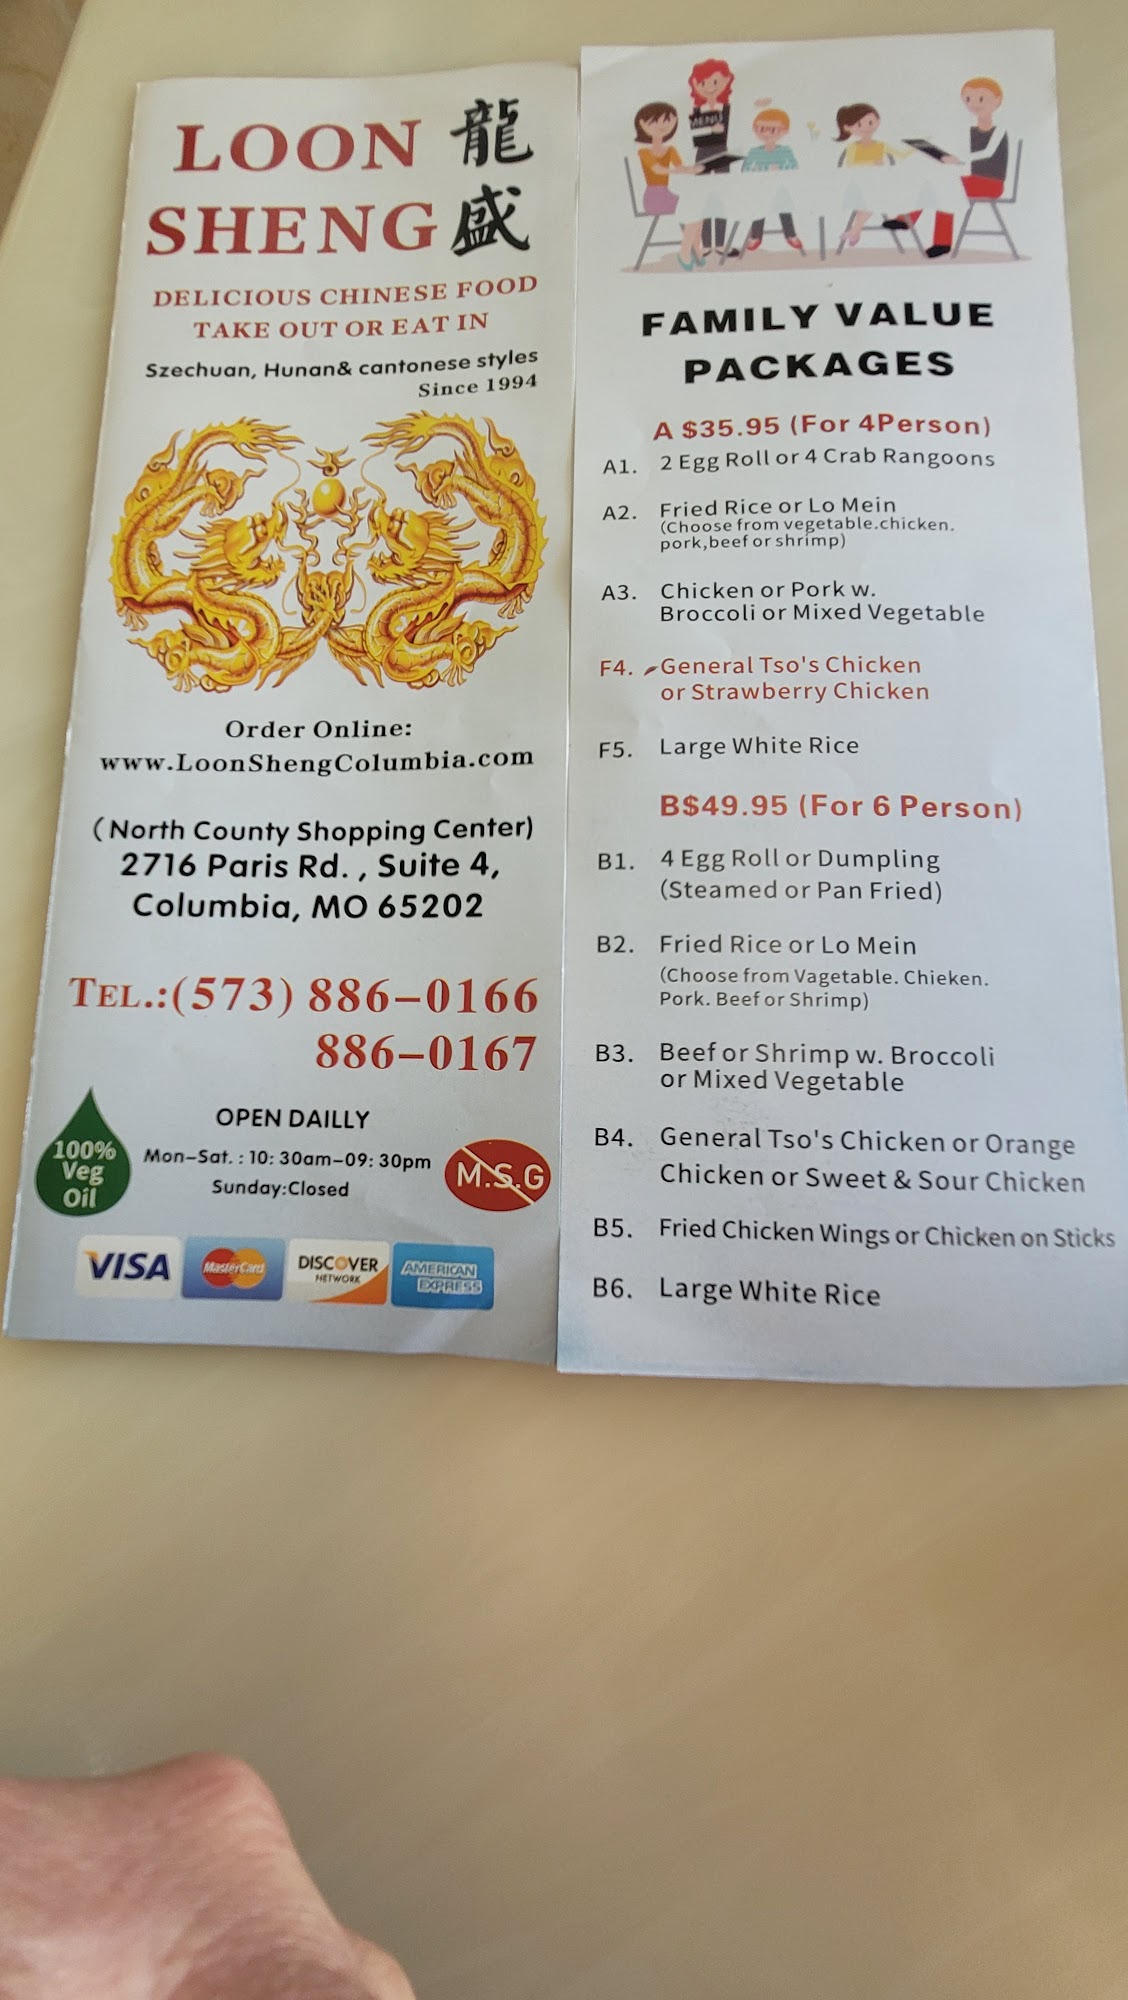 LOON 龍
SHENG 盛
DELICIOUS CHINESE FOOD
TAKE OUT OR EAT IN
Szechuan, Hunan& cantonese styles
Since 1994
Order Online:
www.LoonShengColumbia.com
(North County Shopping Center)
2716 Paris Rd. , Suite 4,
Columbia, MO 65202
TEL.:(573) 886-0166
886-0167
100%
Veg
Oil
OPEN DAILLY
Mon-Sat. : 10: 30am-09: 30pm
Sunday:Closed
M.S.G
VISA
MasterCard
DISCOVER
NETWORK
AMERICAN
EXPRESS
MENU
FAMILY VALUE
PACKAGES
A $35.95 (For 4Person)
A1. 2 Egg Roll or 4 Crab Rangoons
A2. Fried Rice or Lo Mein
(Choose from vegetable.chicken.
pork,beef or shrimp)
A3. Chicken or Pork w.
Broccoli or Mixed Vegetable
F4. General Tso's Chicken
or Strawberry Chicken
F5. Large White Rice
B$49.95 (For 6 Person)
B1. 4 Egg Roll or Dumpling
(Steamed or Pan Fried)
B2. Fried Rice or Lo Mein
(Choose from Vagetable. Chieken.
Pork. Beef or Shrimp)
B3. Beef or Shrimp w. Broccoli
or Mixed Vegetable
B4. General Tso's Chicken or Orange
Chicken or Sweet & Sour Chicken
B5. Fried Chicken Wings or Chicken on Sticks
B6. Large White Rice